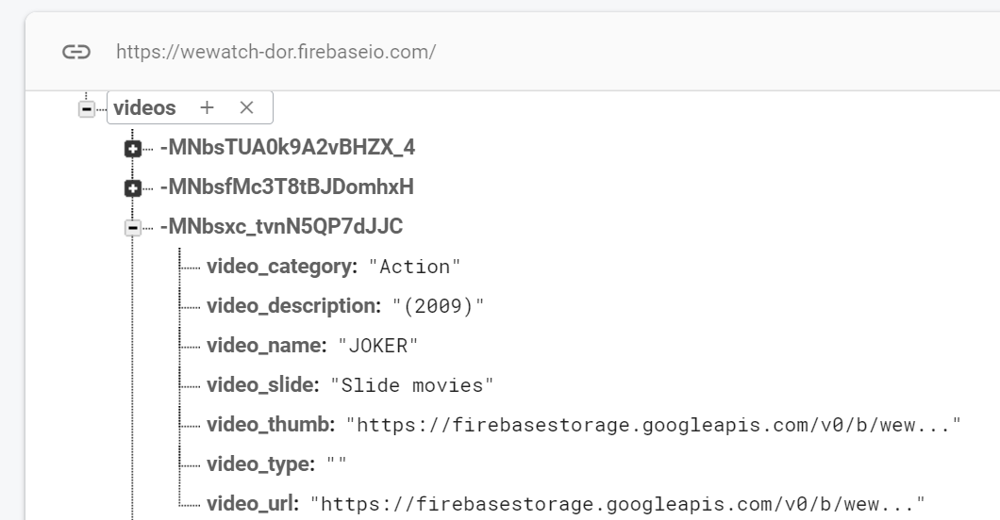 https://wewatch-dor.firebaseio.com/
videos
-MNbsTUA0k9A2vBHZX_4
-MNbsfMc3T8tBJDomhxH
-MNbsxc_tvnN5QP7dJJC
video_category: "Action"
video_description: "(2009)"
video_name: "JOKER"
video_slide: "Slide movies"
video_thumb: "https://firebasestorage.googleapis.com/v0/b/wew..."
video_type: ""
video_url: "https://firebasestorage.googleapis.com/v0/b/wew..."